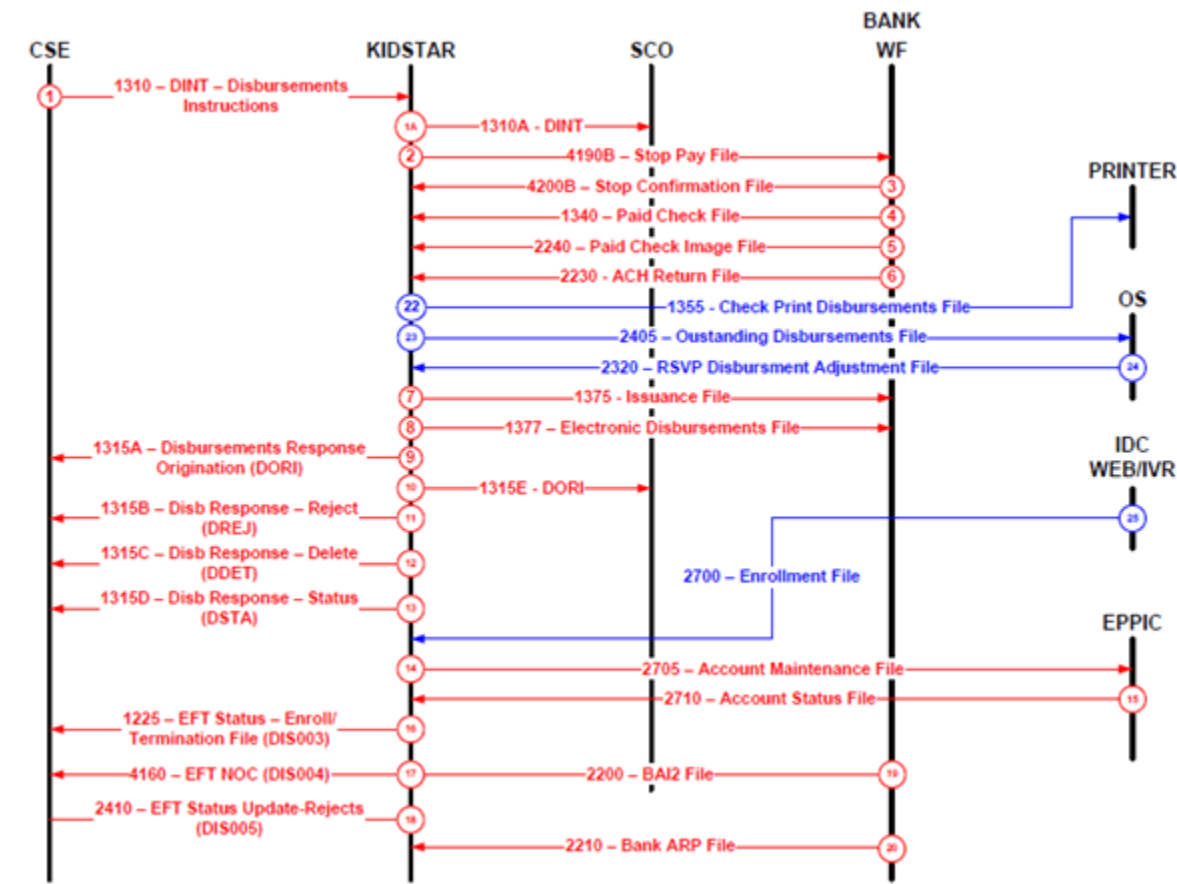 BANK
CSE KIDSTAR SCO WF
1310 – DINT – Disbursements
Instructions
1
1A 1310A - DINT
2 4190B – Stop Pay File
PRINTER
4200B – Stop Confirmation File 3
1340 – Paid Check File 4
2240 – Paid Check Image File 5
2230 - ACH Return File 6
OS
22 1355 - Check Print Disbursements File
23 2405 – Oustanding Disbursements File
2320 – RSVP Disbursment Adjustment File 24
7 1375 - Issuance File
8 1377 – Electronic Disbursements File
1315A – Disbursements Response
Origination (DORI)
9
IDC
WEB/IVR
10 1315E - DORI
1315B – Disb Response – Reject
(DREJ)
11
25
1315C – Disb Response – Delete
(DDET)
12
2700 – Enrollment File
1315D – Disb Response – Status
(DSTA)
13
EPPIC
14 2705 – Account Maintenance File
2710 – Account Status File 15
1225 – EFT Status – Enroll/
Termination File (DIS003)
16
4160 – EFT NOC (DIS004) 17 2200 – BAI2 File 19
2410 – EFT Status Update-Rejects
(DIS005)
18
2210 – Bank ARP File 20